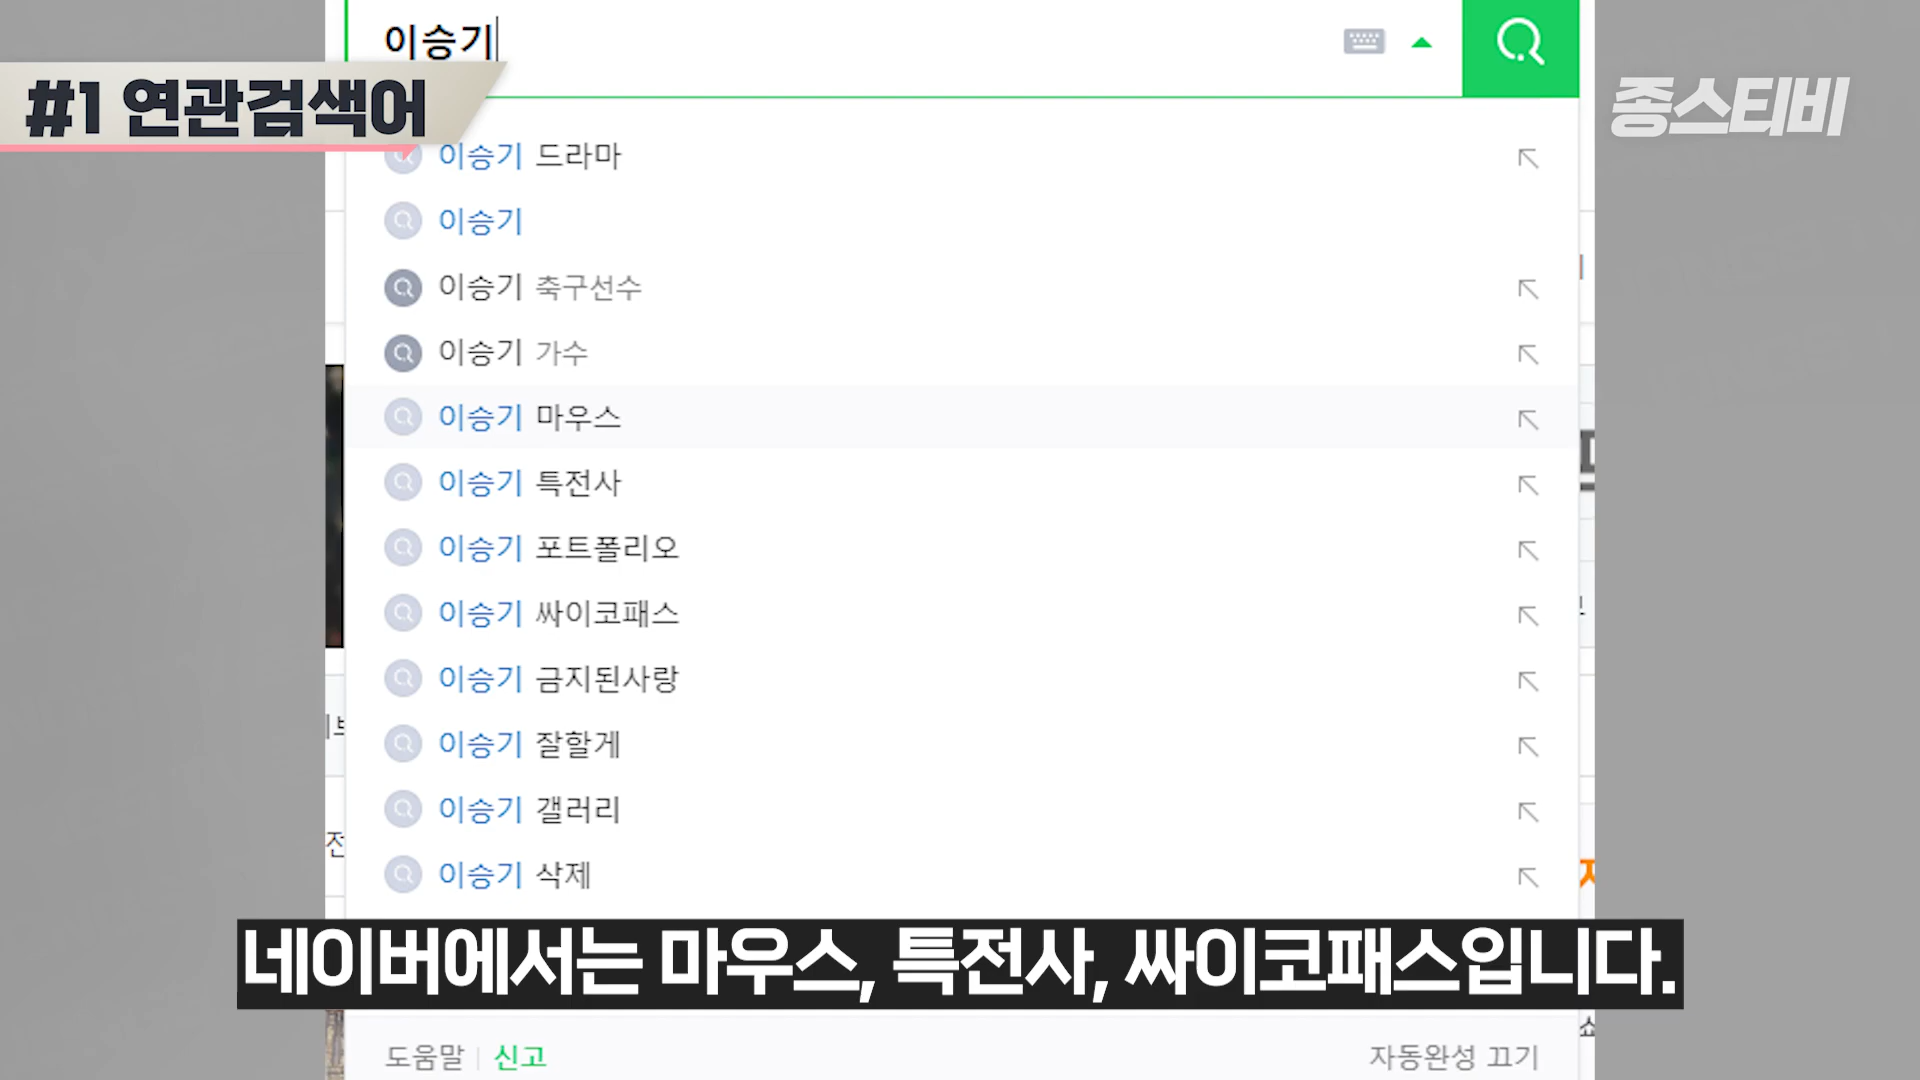 이승기
#1 연관검색어
종스티비
이승기 드라마
이승기
이승기 축구선수
이승기 가수
이승기 마우스
이승기 특전사
이승기 포트폴리오
이승기 싸이코패스
이승기 금지된사랑
이승기 잘할게
이승기 갤러리
이승기 삭제
네이버에서는 마우스, 특전사, 싸이코패스입니다.
도움말 | 신고
자동완성 끄기